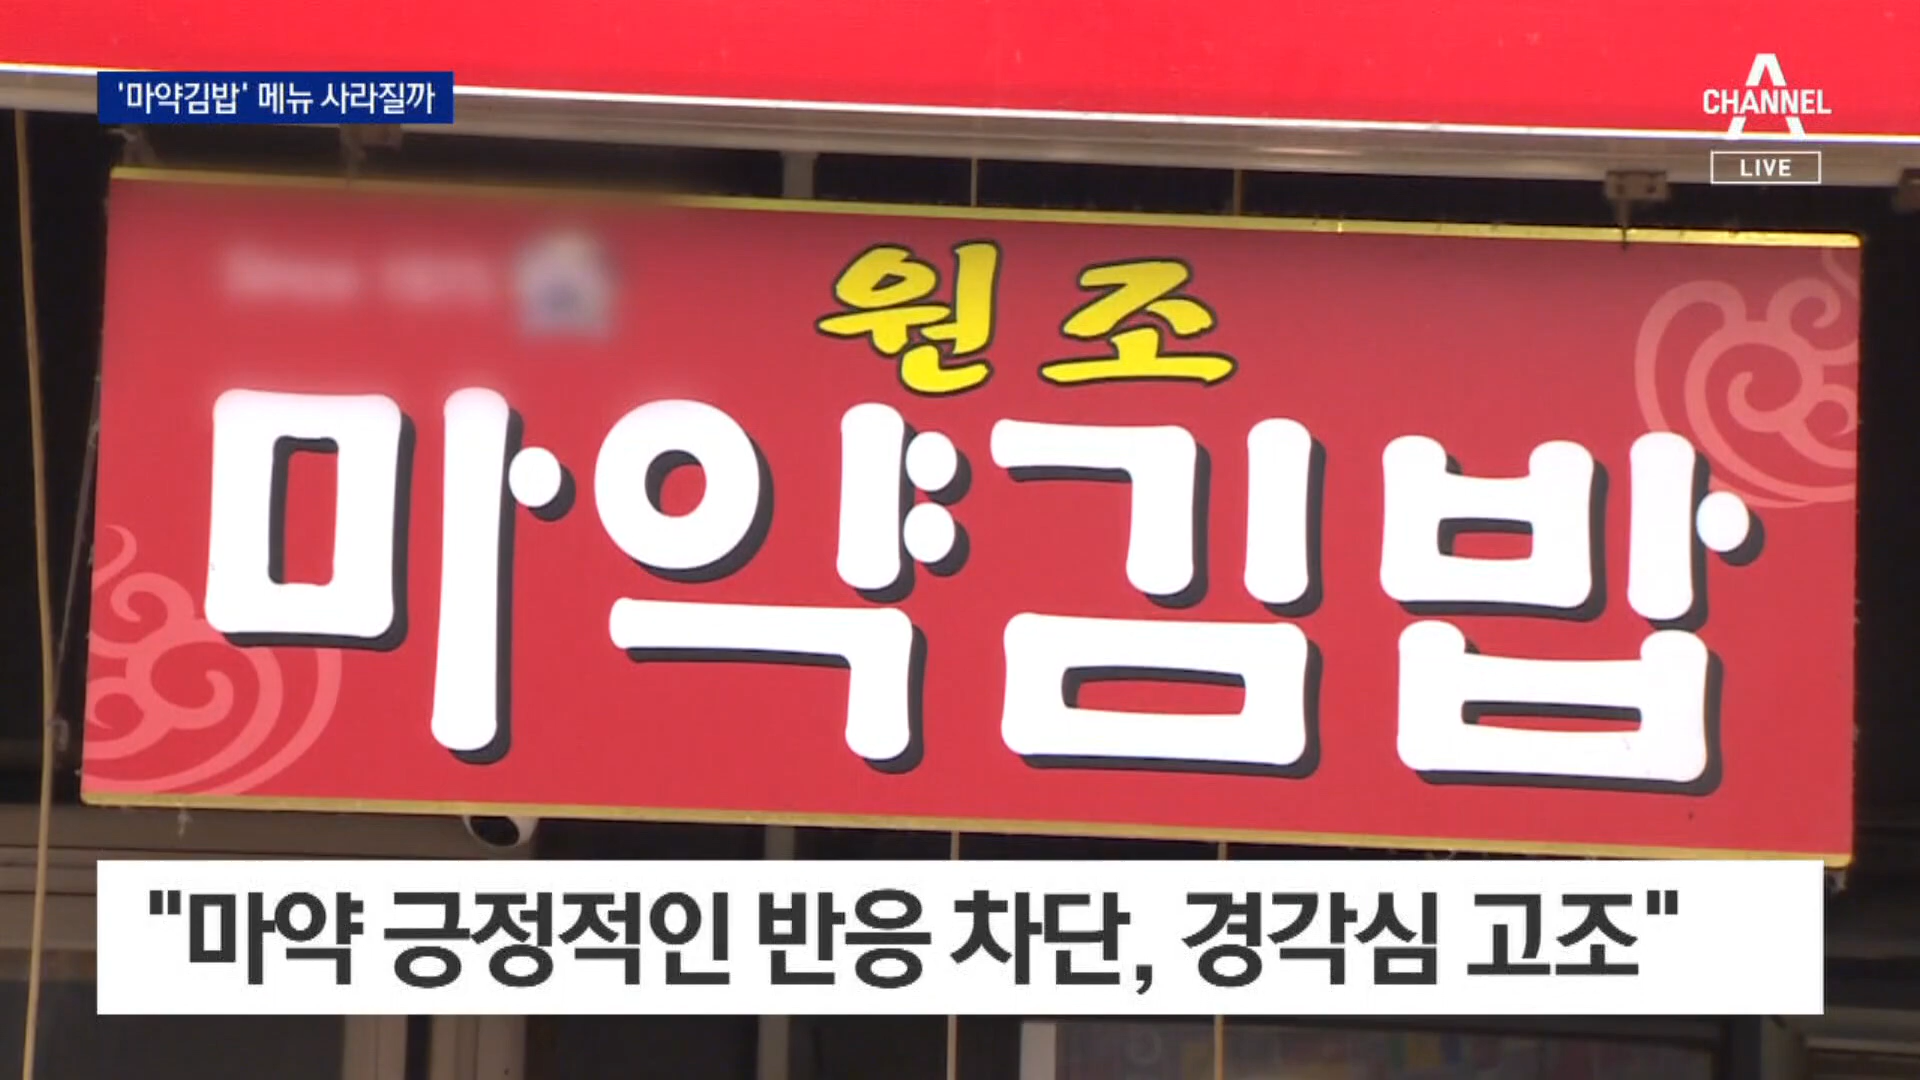 '마약김밥' 메뉴 사라질까
CHANNEL A
LIVE
원조
마약김밥
"마약 긍정적인 반응 차단, 경각심 고조"